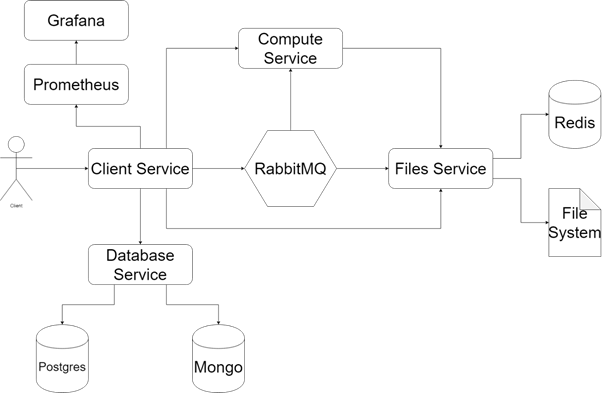 Grafana
Prometheus
Compute
Service
Redis
Client
Client Service
RabbitMQ
Files Service
File
System
Database
Service
Postgres
Mongo